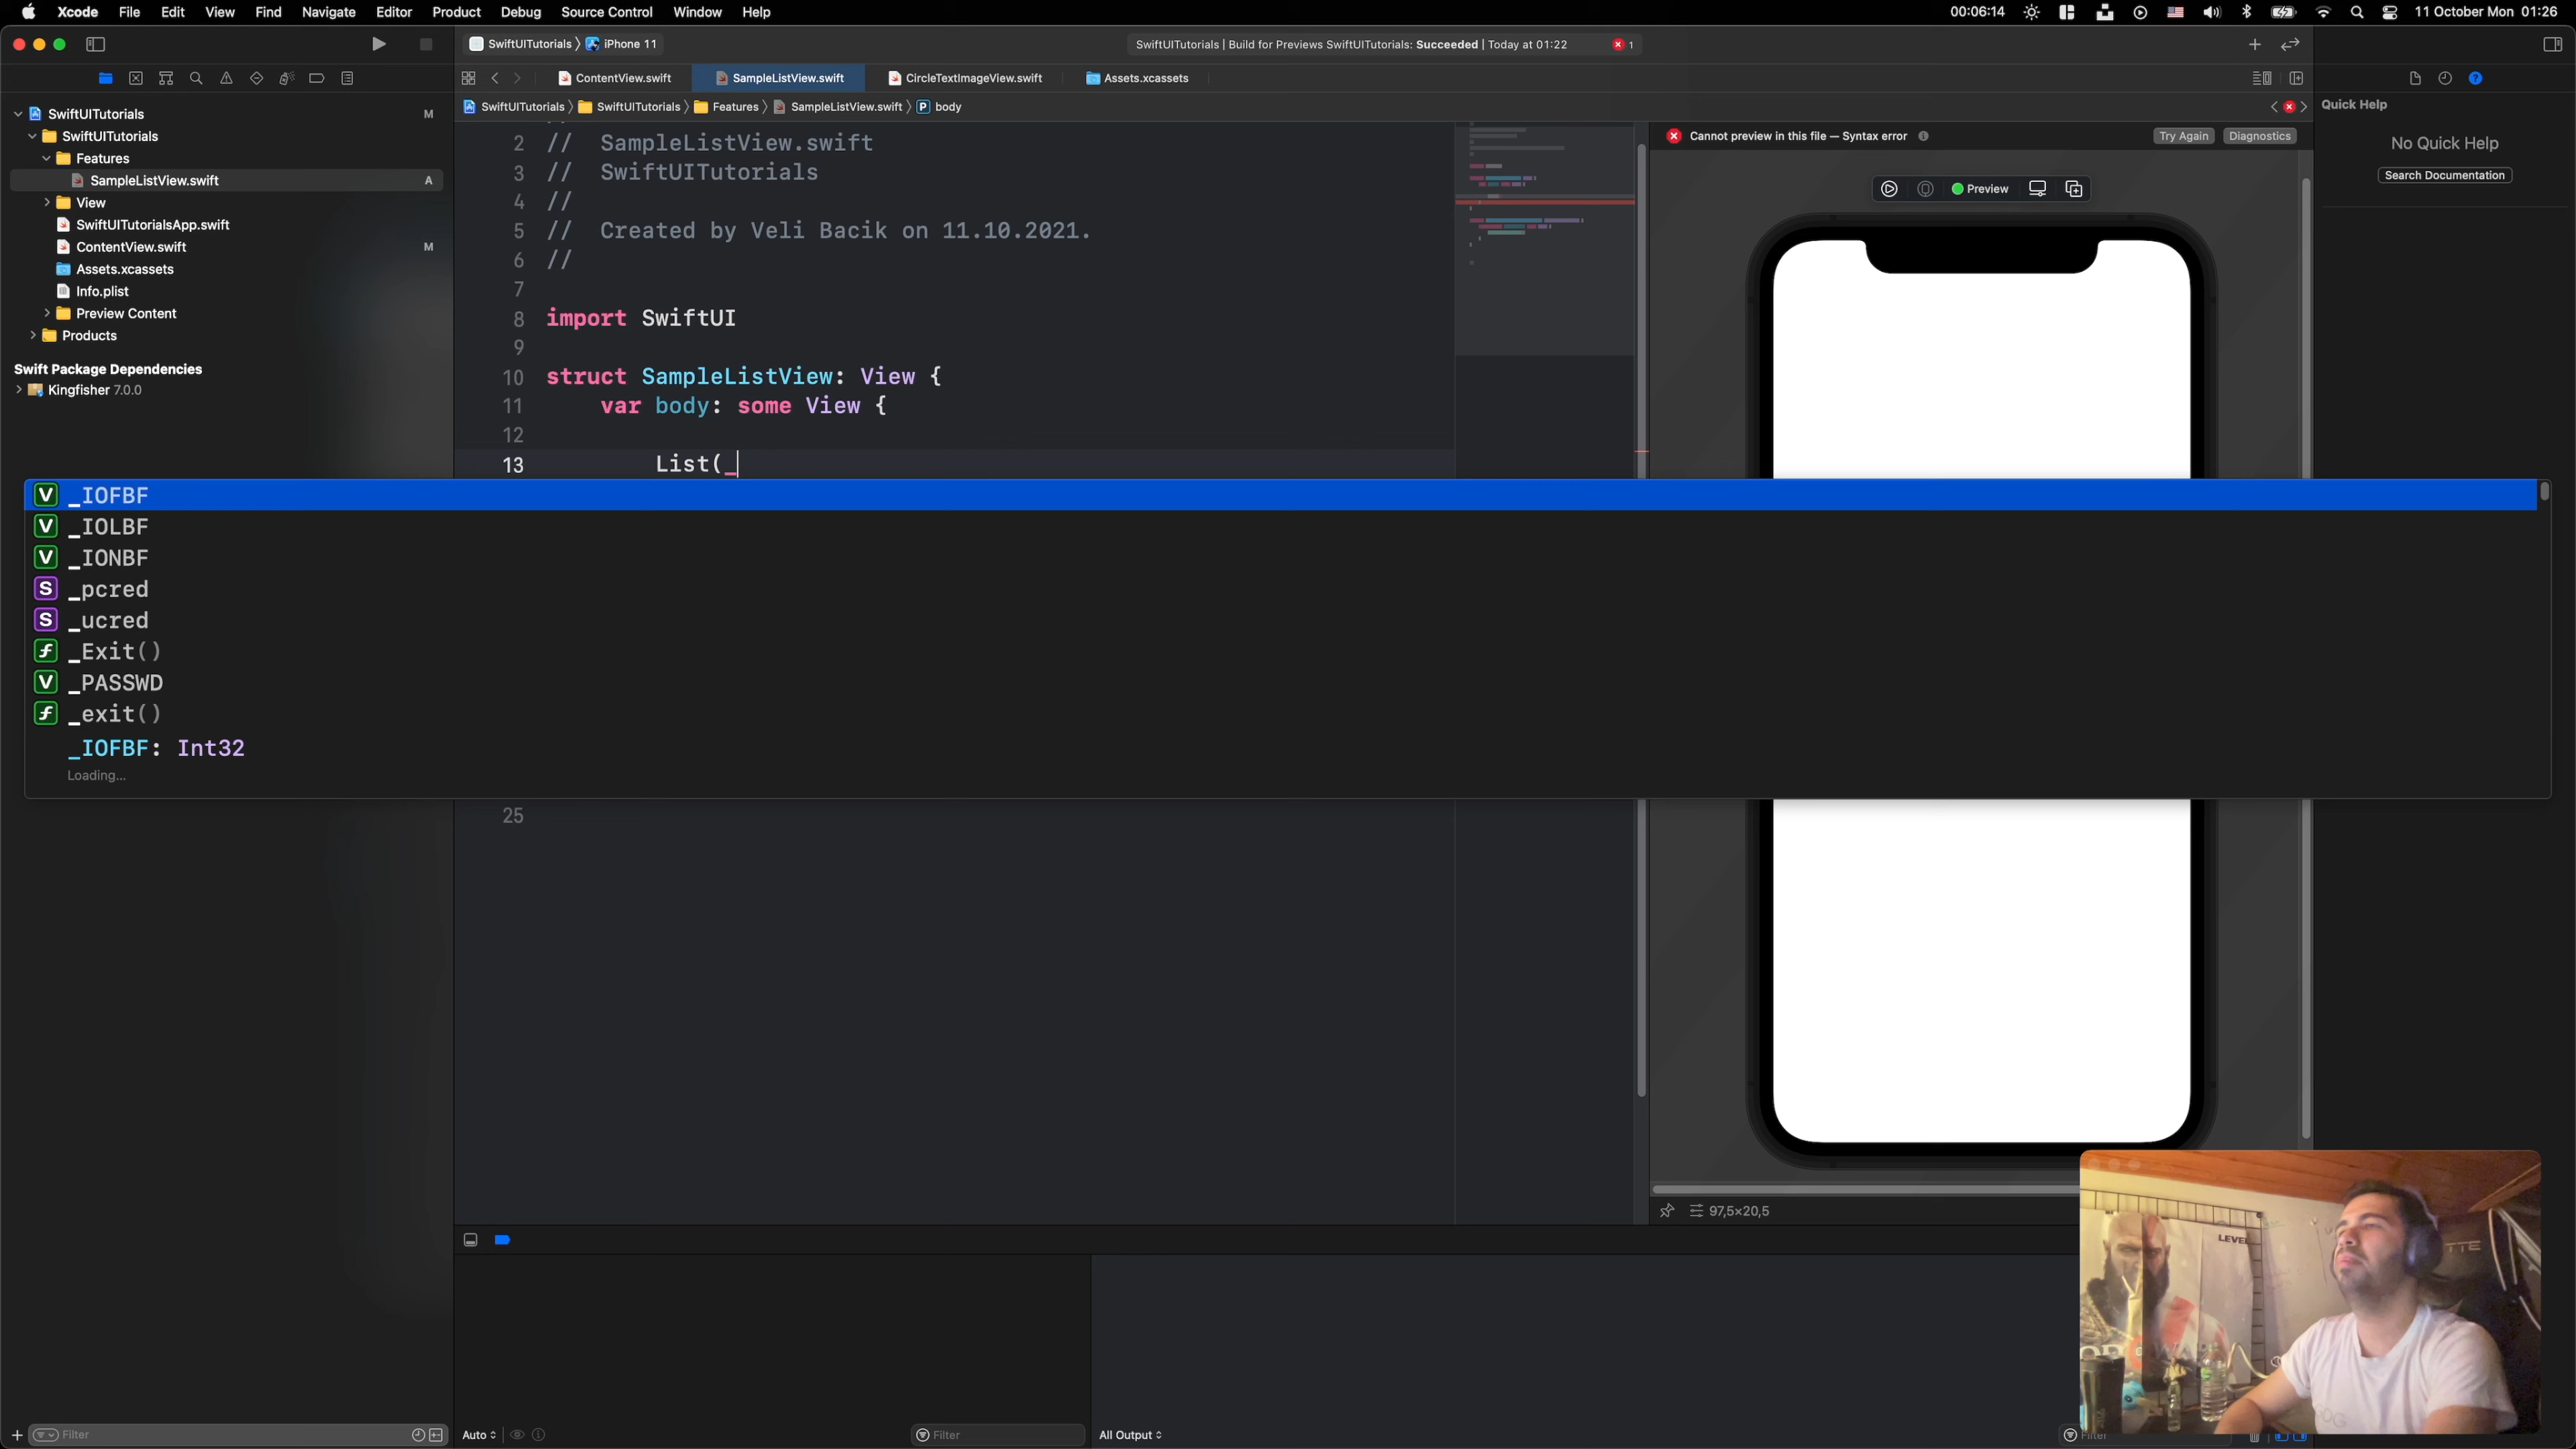 Xcode File Edit View Find Navigate Editor Product Debug Source Control Window Help 00:06:14 11 October Mon 01:26
SwiftUITutorials iPhone 11 SwiftUITutorials | Build for Previews SwiftUITutorials: Succeeded | Today at 01:22 1
ContentView.swift SampleListView.swift CircleTextImageView.swift Assets.xcassets
SwiftUITutorials SwiftUITutorials Features SampleListView.swift P body
SwiftUITutorials M
SwiftUITutorials
Features
SampleListView.swift A
View
SwiftUITutorialsApp.swift
ContentView.swift M
Assets.xcassets
Info.plist
Preview Content
Products
Swift Package Dependencies
Kingfisher 7.0.0
2 // SampleListView.swift
3 // SwiftUITutorials
4 //
5 // Created by Veli Bacik on 11.10.2021.
6 //
7
8 import SwiftUI
9
10 struct SampleListView: View {
11 var body: some View {
12
13 List(_
V _IOFBF
V _IOLBF
V _IONBF
S _pcred
S _ucred
f _Exit()
V _PASSWD
f _exit()
_IOFBF: Int32
Loading...
25
Cannot preview in this file — Syntax error Try Again Diagnostics
Preview
97,5×20,5
Quick Help
No Quick Help
Search Documentation
LEVEL
Filter Auto Filter All Output Filter